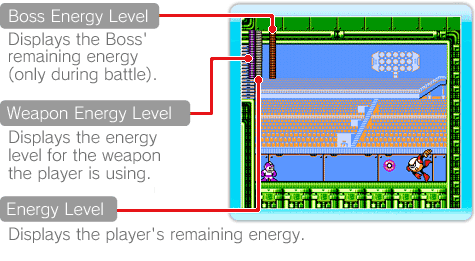 Boss Energy Level
Displays the Boss'
remaining energy
(only during battle).
Weapon Energy Level
Displays the energy
level for the weapon
the player is using.
Energy Level
Displays the player's remaining energy.